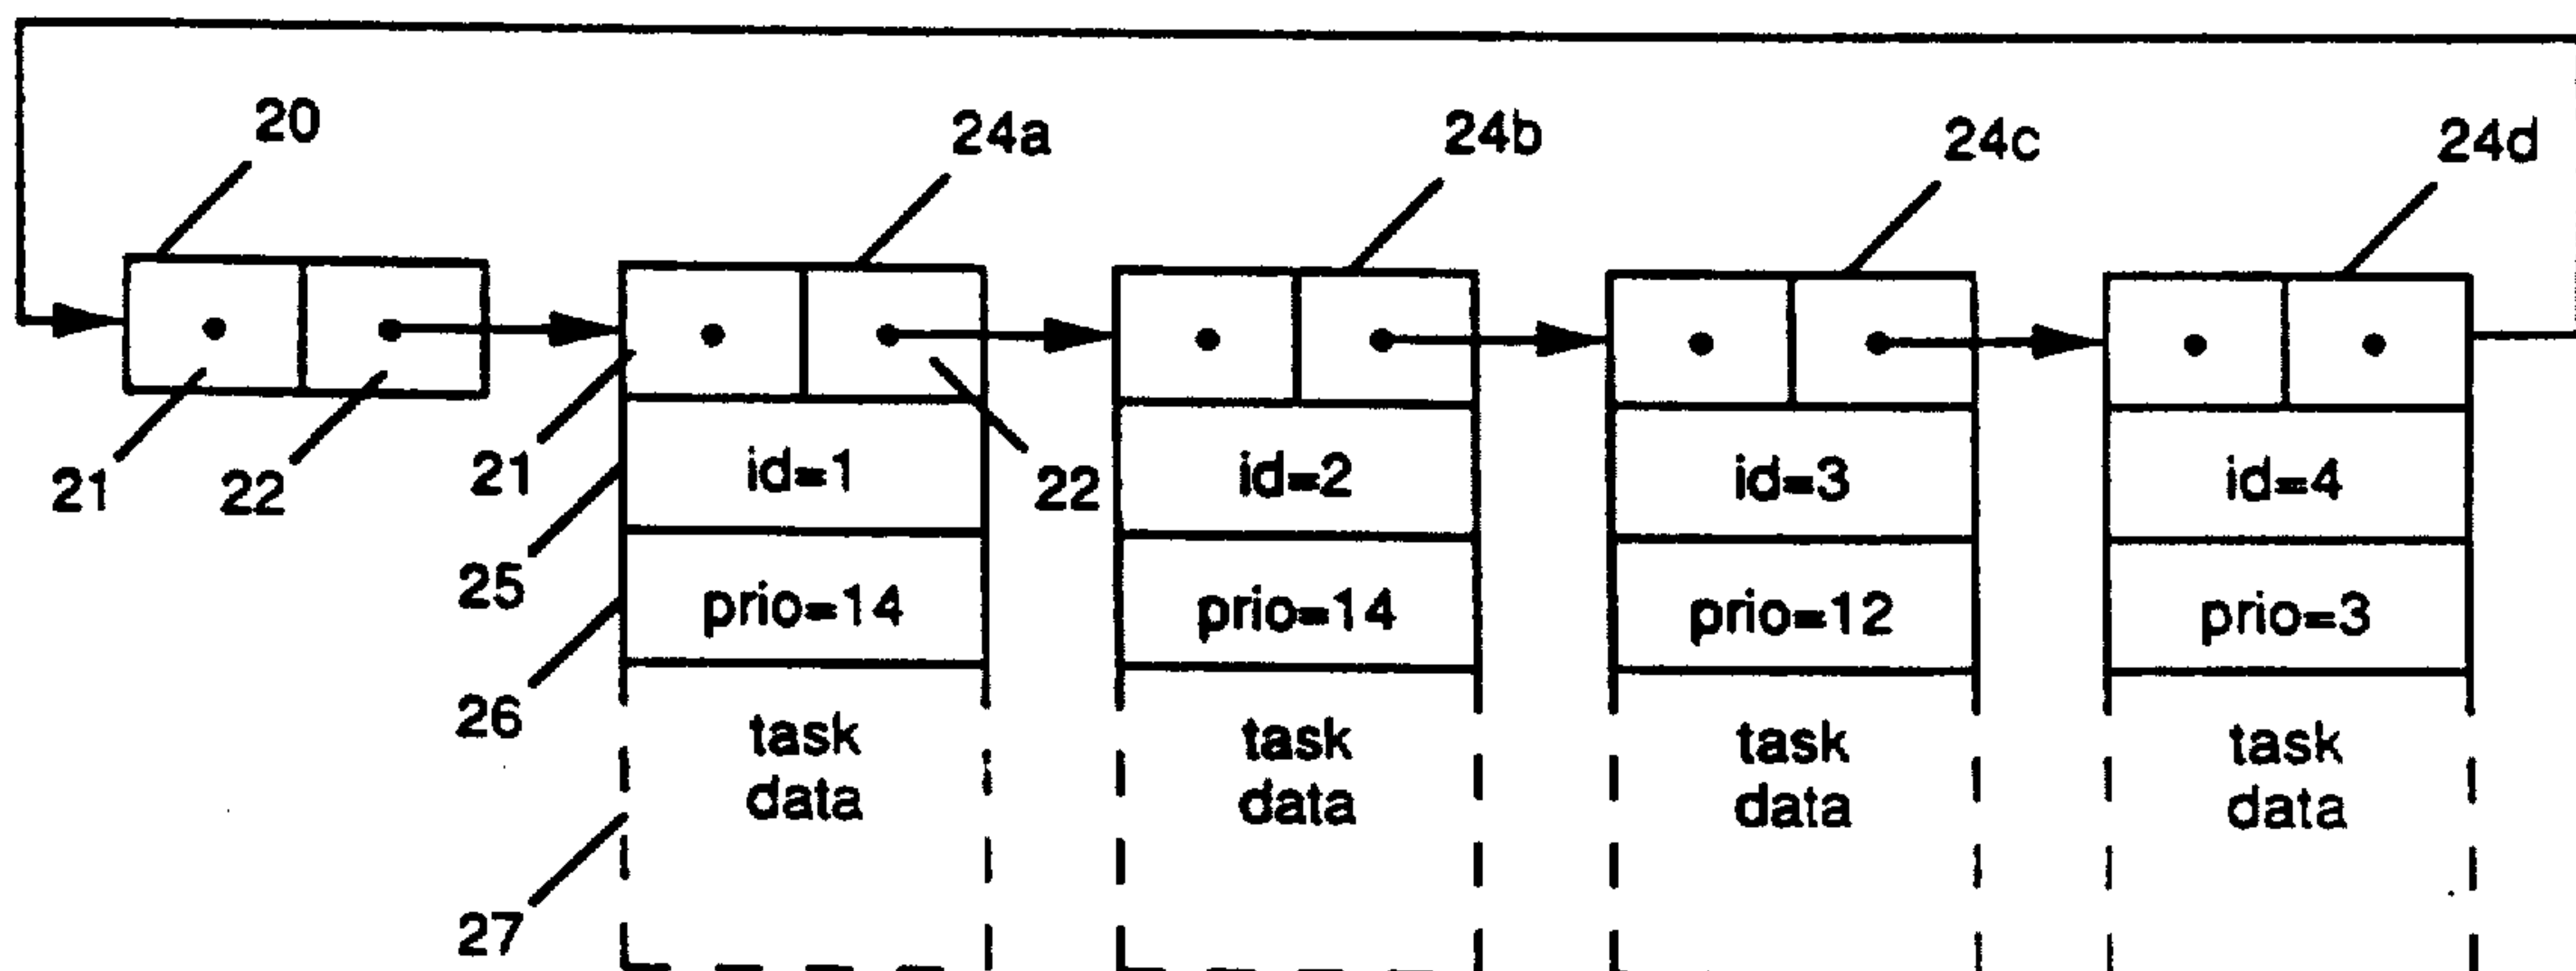 20
24a
24b
24c
24d
21
22
21
22
25
26
27
id=1
prio=14
task
data
id=2
prio=14
task
data
id=3
prio=12
task
data
id=4
prio=3
task
data